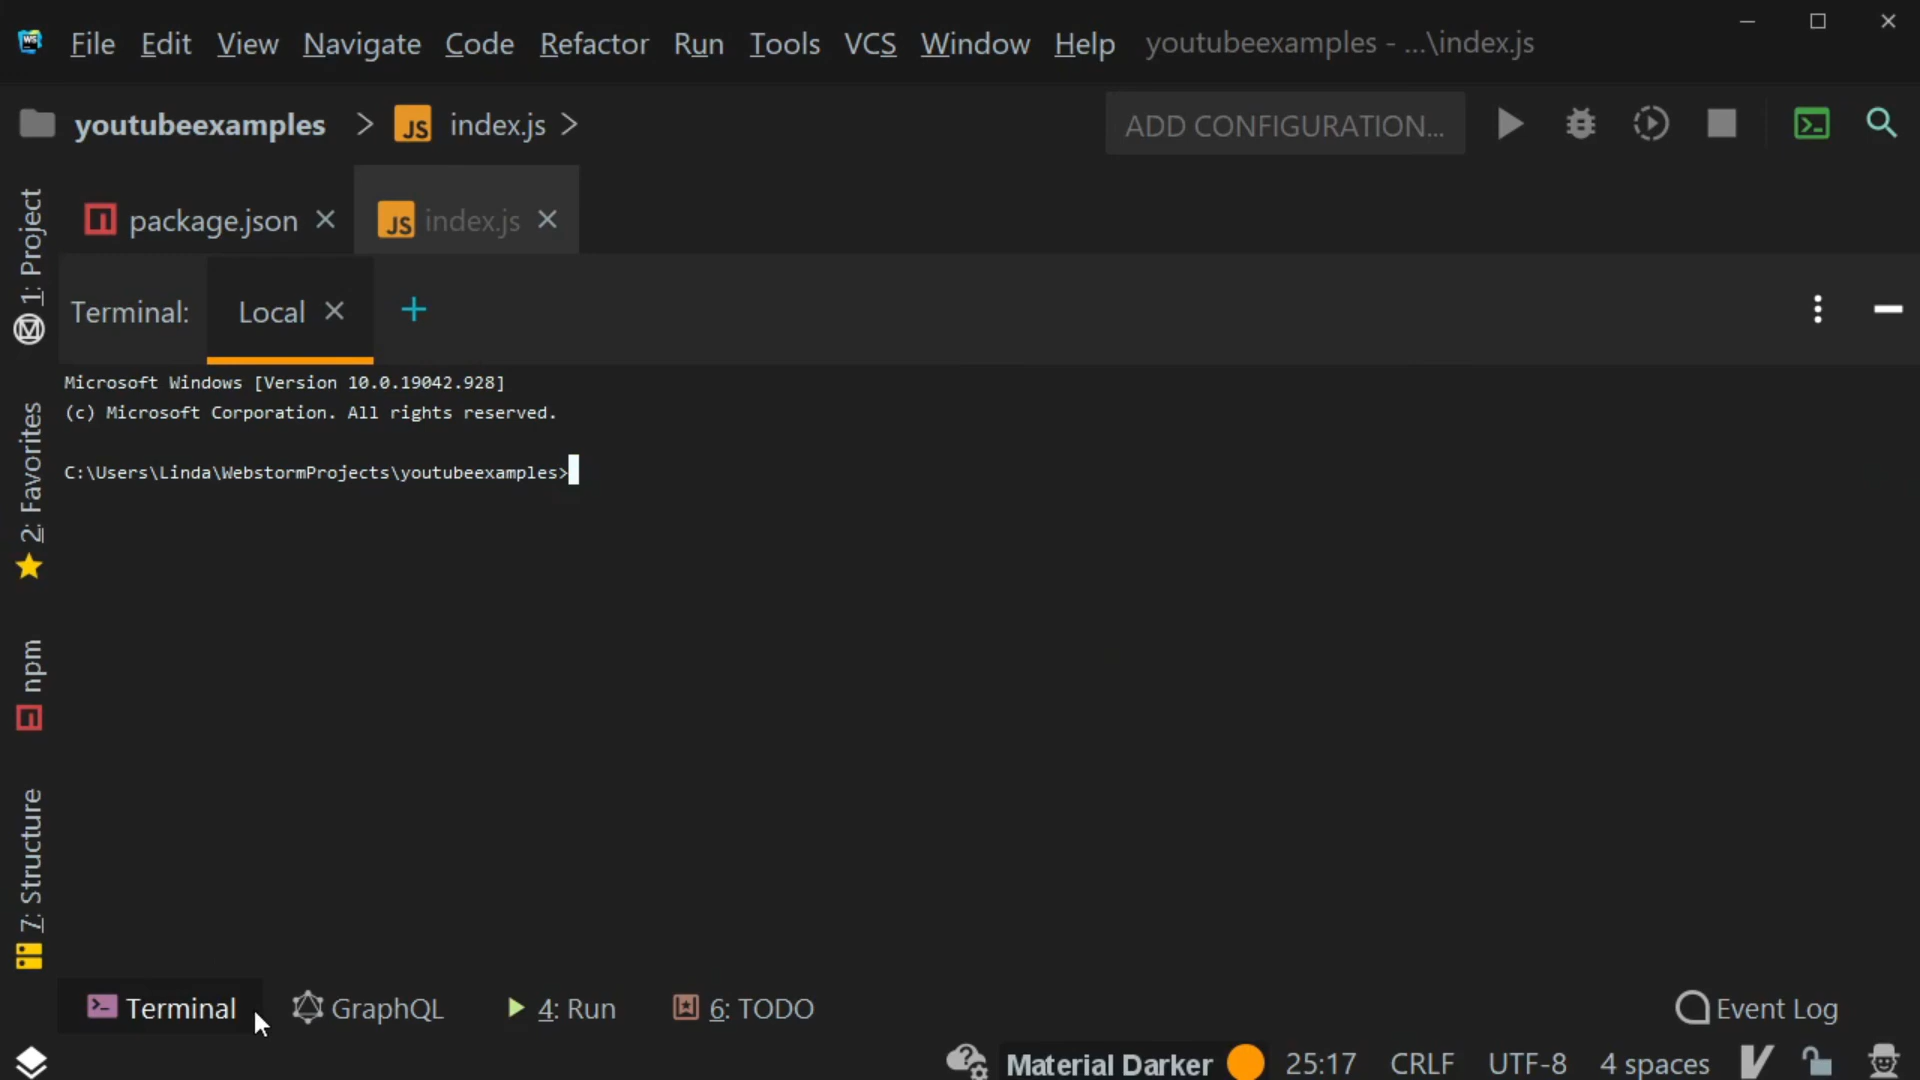 WS File Edit View Navigate Code Refactor Run Tools VCS Window Help youtubeexamples - ...\index.js
youtubeexamples > JS index.js >
ADD CONFIGURATION...
package.json JS index.js
Terminal: Local +
Microsoft Windows [Version 10.0.19042.928]
(c) Microsoft Corporation. All rights reserved.
C:\Users\Linda\WebstormProjects\youtubeexamples>
1: Project
2: Favorites
npm
7: Structure
Terminal GraphQL 4: Run 6: TODO Event Log
Material Darker 25:17 CRLF UTF-8 4 spaces